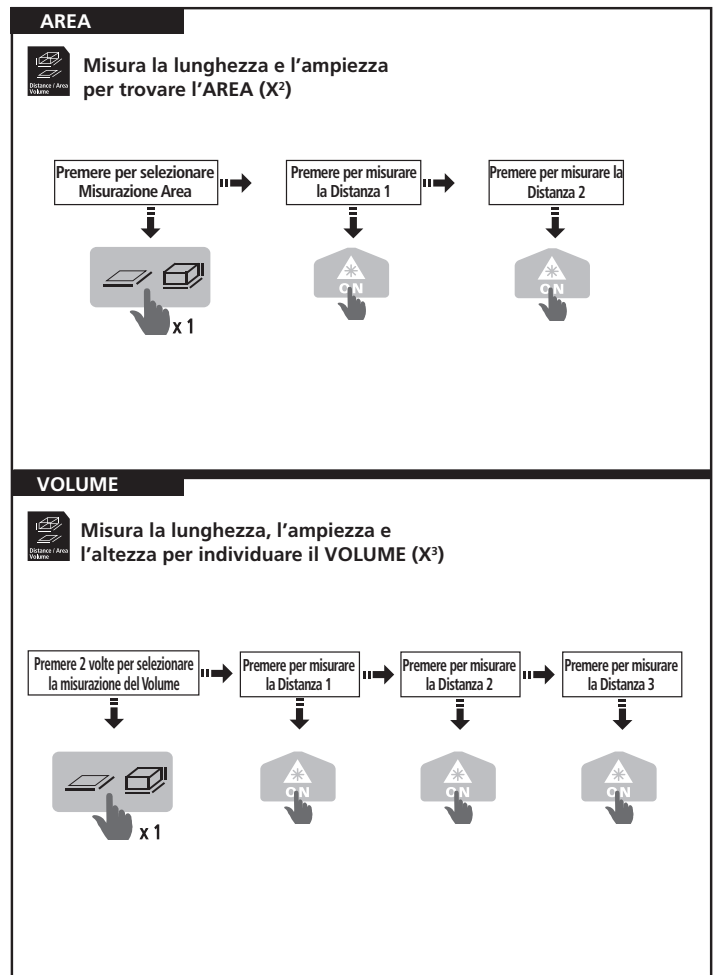 AREA
Distance / Area
Volume
Misura la lunghezza e l’ampiezza
per trovare l’AREA (X²)
Premere per selezionare
Misurazione Area
Premere per misurare
la Distanza 1
Premere per misurare la
Distanza 2
x 1
ON
ON
VOLUME
Distance / Area
Volume
Misura la lunghezza, l’ampiezza e
l’altezza per individuare il VOLUME (X³)
Premere 2 volte per selezionare
la misurazione del Volume
Premere per misurare
la Distanza 1
Premere per misurare
la Distanza 2
Premere per misurare
la Distanza 3
x 1
ON
ON
ON